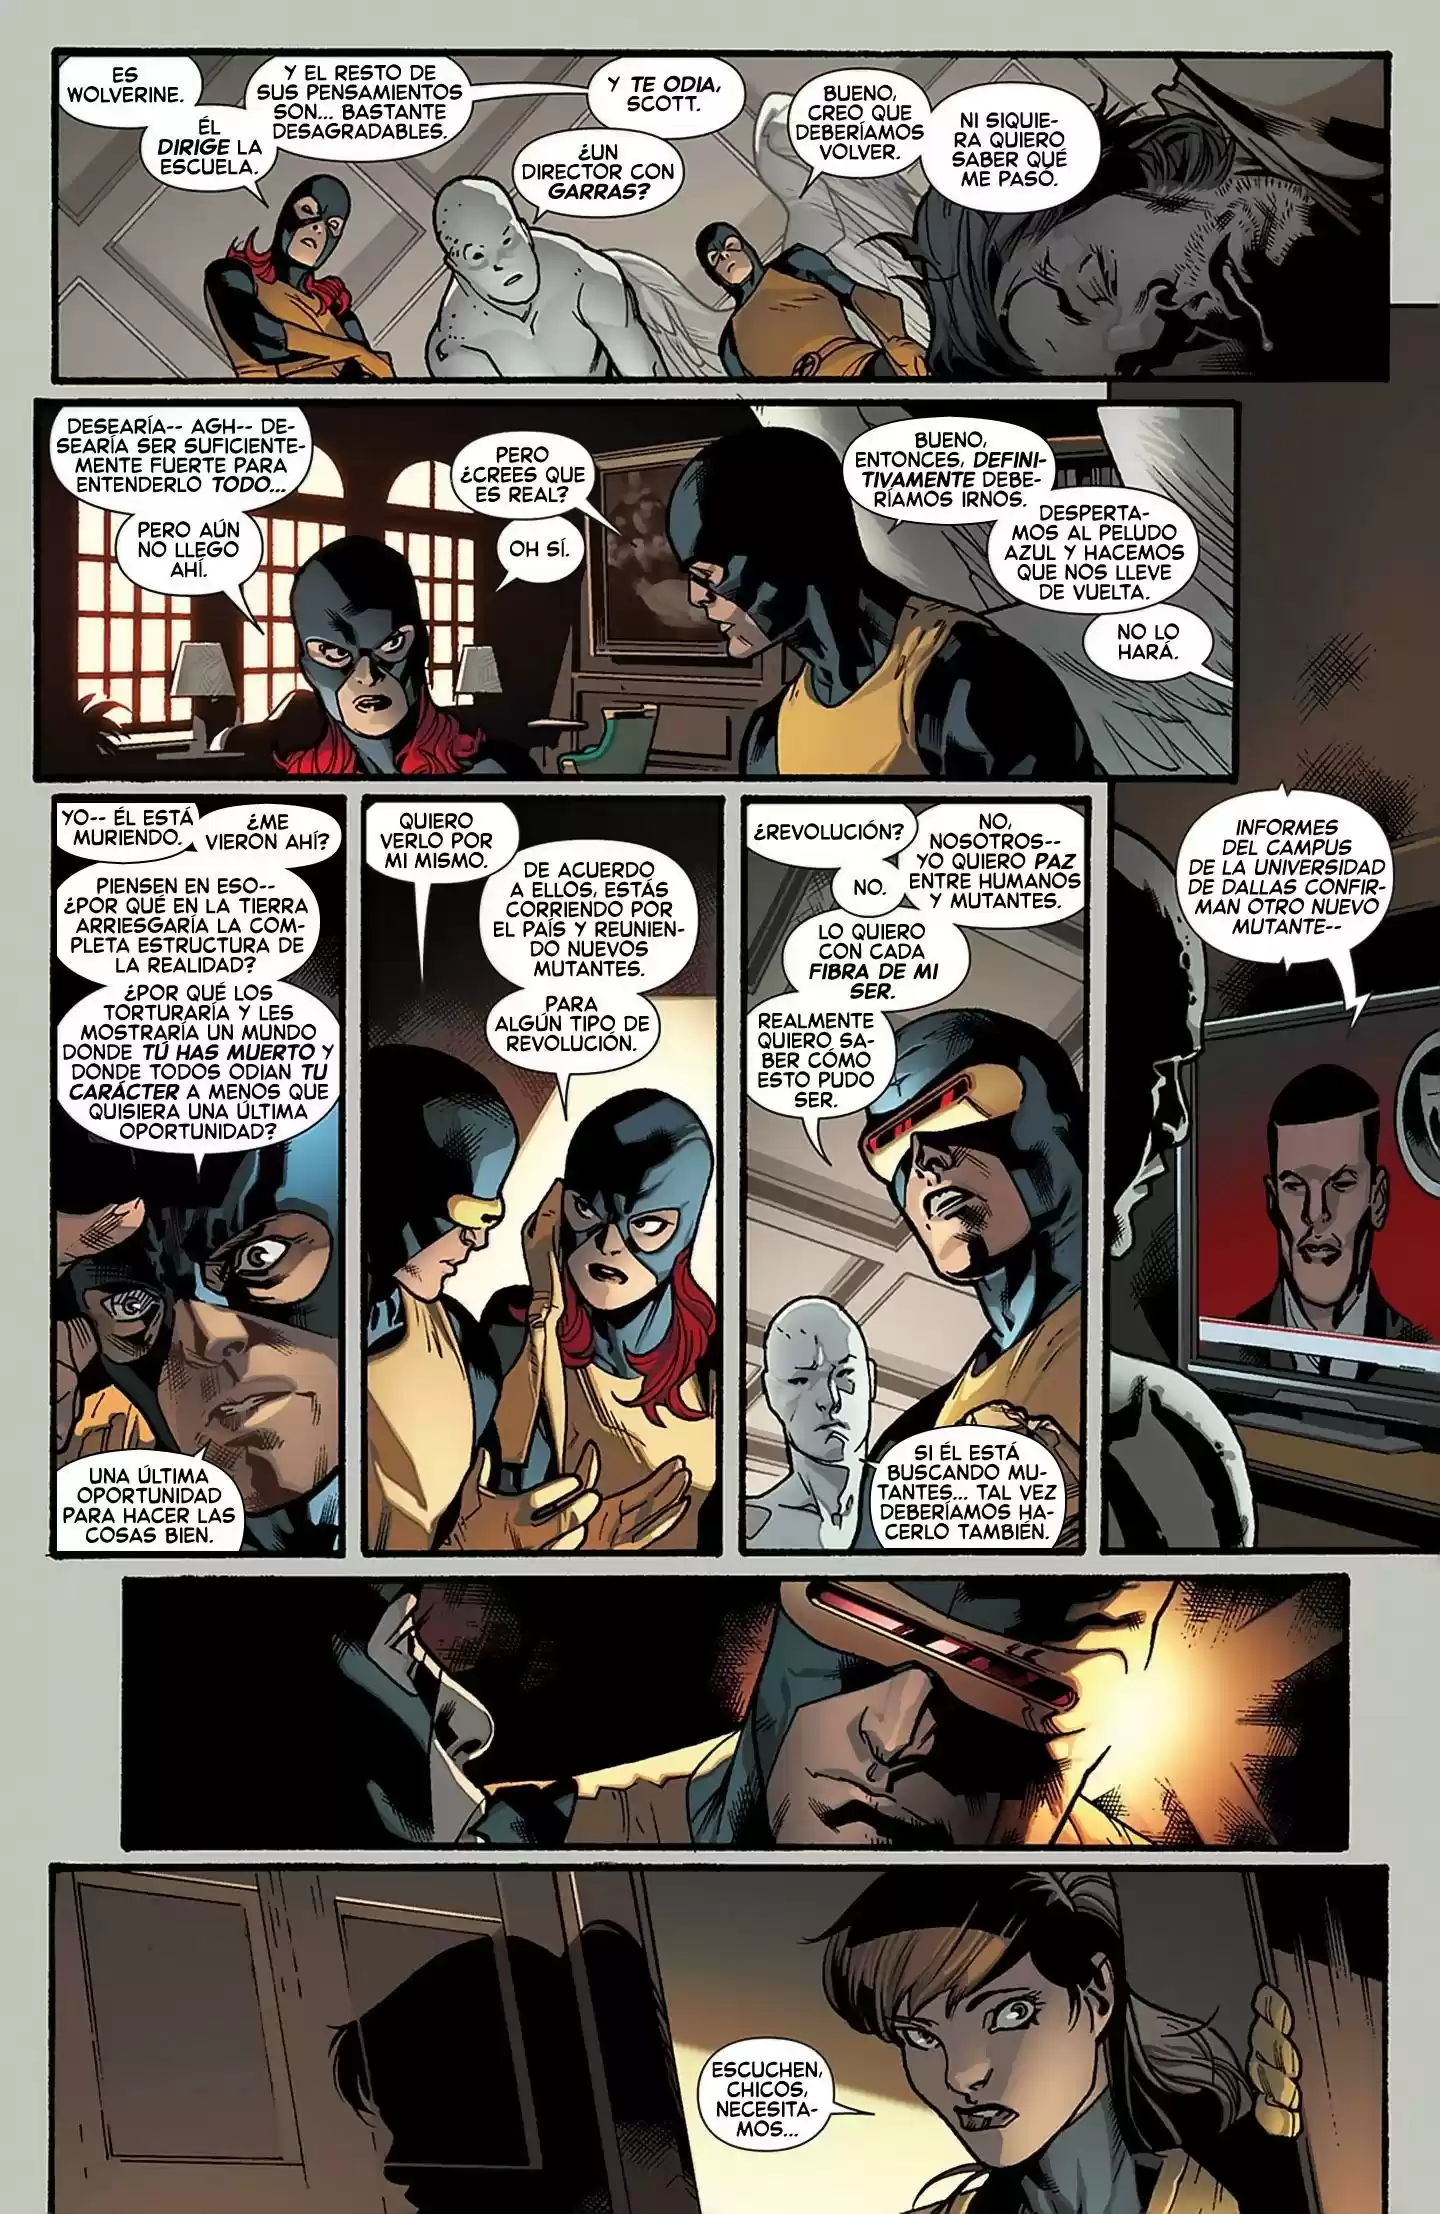 ES
WOLVERINE.
ÉL
DIRIGE LA
ESCUELA.
Y EL RESTO DE
SUS PENSAMIENTOS
SON... BASTANTE
DESAGRADABLES.
Y TE ODIA,
SCOTT.
¿UN
DIRECTOR CON
GARRAS?
BUENO,
CREO QUE
DEBERÍAMOS
VOLVER.
NI SIQUIE-
RA QUIERO
SABER QUÉ
ME PASÓ.
DESEARÍA-- AGH-- DE-
SEARÍA SER SUFICIENTE-
MENTE FUERTE PARA
ENTENDERLO TODO...
PERO AÚN
NO LLEGO
AHÍ.
PERO
¿CREES QUE
ES REAL?
OH SÍ.
BUENO,
ENTONCES, DEFINI-
TIVAMENTE DEBE-
RÍAMOS IRNOS.
DESPERTA-
MOS AL PELUDO
AZUL Y HACEMOS
QUE NOS LLEVE
DE VUELTA.
NO LO
HARÁ.
YO-- ÉL ESTÁ
MURIENDO.
¿ME
VIERON AHÍ?
PIENSEN EN ESO--
¿POR QUÉ EN LA TIERRA
ARRIESGARÍA LA COM-
PLETA ESTRUCTURA DE
LA REALIDAD?
¿POR QUÉ LOS
TORTURARÍA Y LES
MOSTRARÍA UN MUNDO
DONDE TÚ HAS MUERTO Y
DONDE TODOS ODIAN TU
CARÁCTER A MENOS QUE
QUISIERA UNA ÚLTIMA
OPORTUNIDAD?
UNA ÚLTIMA
OPORTUNIDAD
PARA HACER LAS
COSAS BIEN.
QUIERO
VERLO POR
MI MISMO.
DE ACUERDO
A ELLOS, ESTÁS
CORRIENDO POR
EL PAÍS Y REUNIEN-
DO NUEVOS
MUTANTES.
PARA
ALGÚN TIPO DE
REVOLUCIÓN.
¿REVOLUCIÓN?
NO.
NO,
NOSOTROS--
YO QUIERO PAZ
ENTRE HUMANOS
Y MUTANTES.
LO QUIERO
CON CADA
FIBRA DE MI
SER.
REALMENTE
QUIERO SA-
BER CÓMO
ESTO PUDO
SER.
SI ÉL ESTÁ
BUSCANDO MU-
TANTES... TAL VEZ
DEBERÍAMOS HA-
CERLO TAMBIÉN.
INFORMES
DEL CAMPUS
DE LA UNIVERSIDAD
DE DALLAS CONFIR-
MAN OTRO NUEVO
MUTANTE--
ESCUCHEN,
CHICOS,
NECESITA-
MOS...